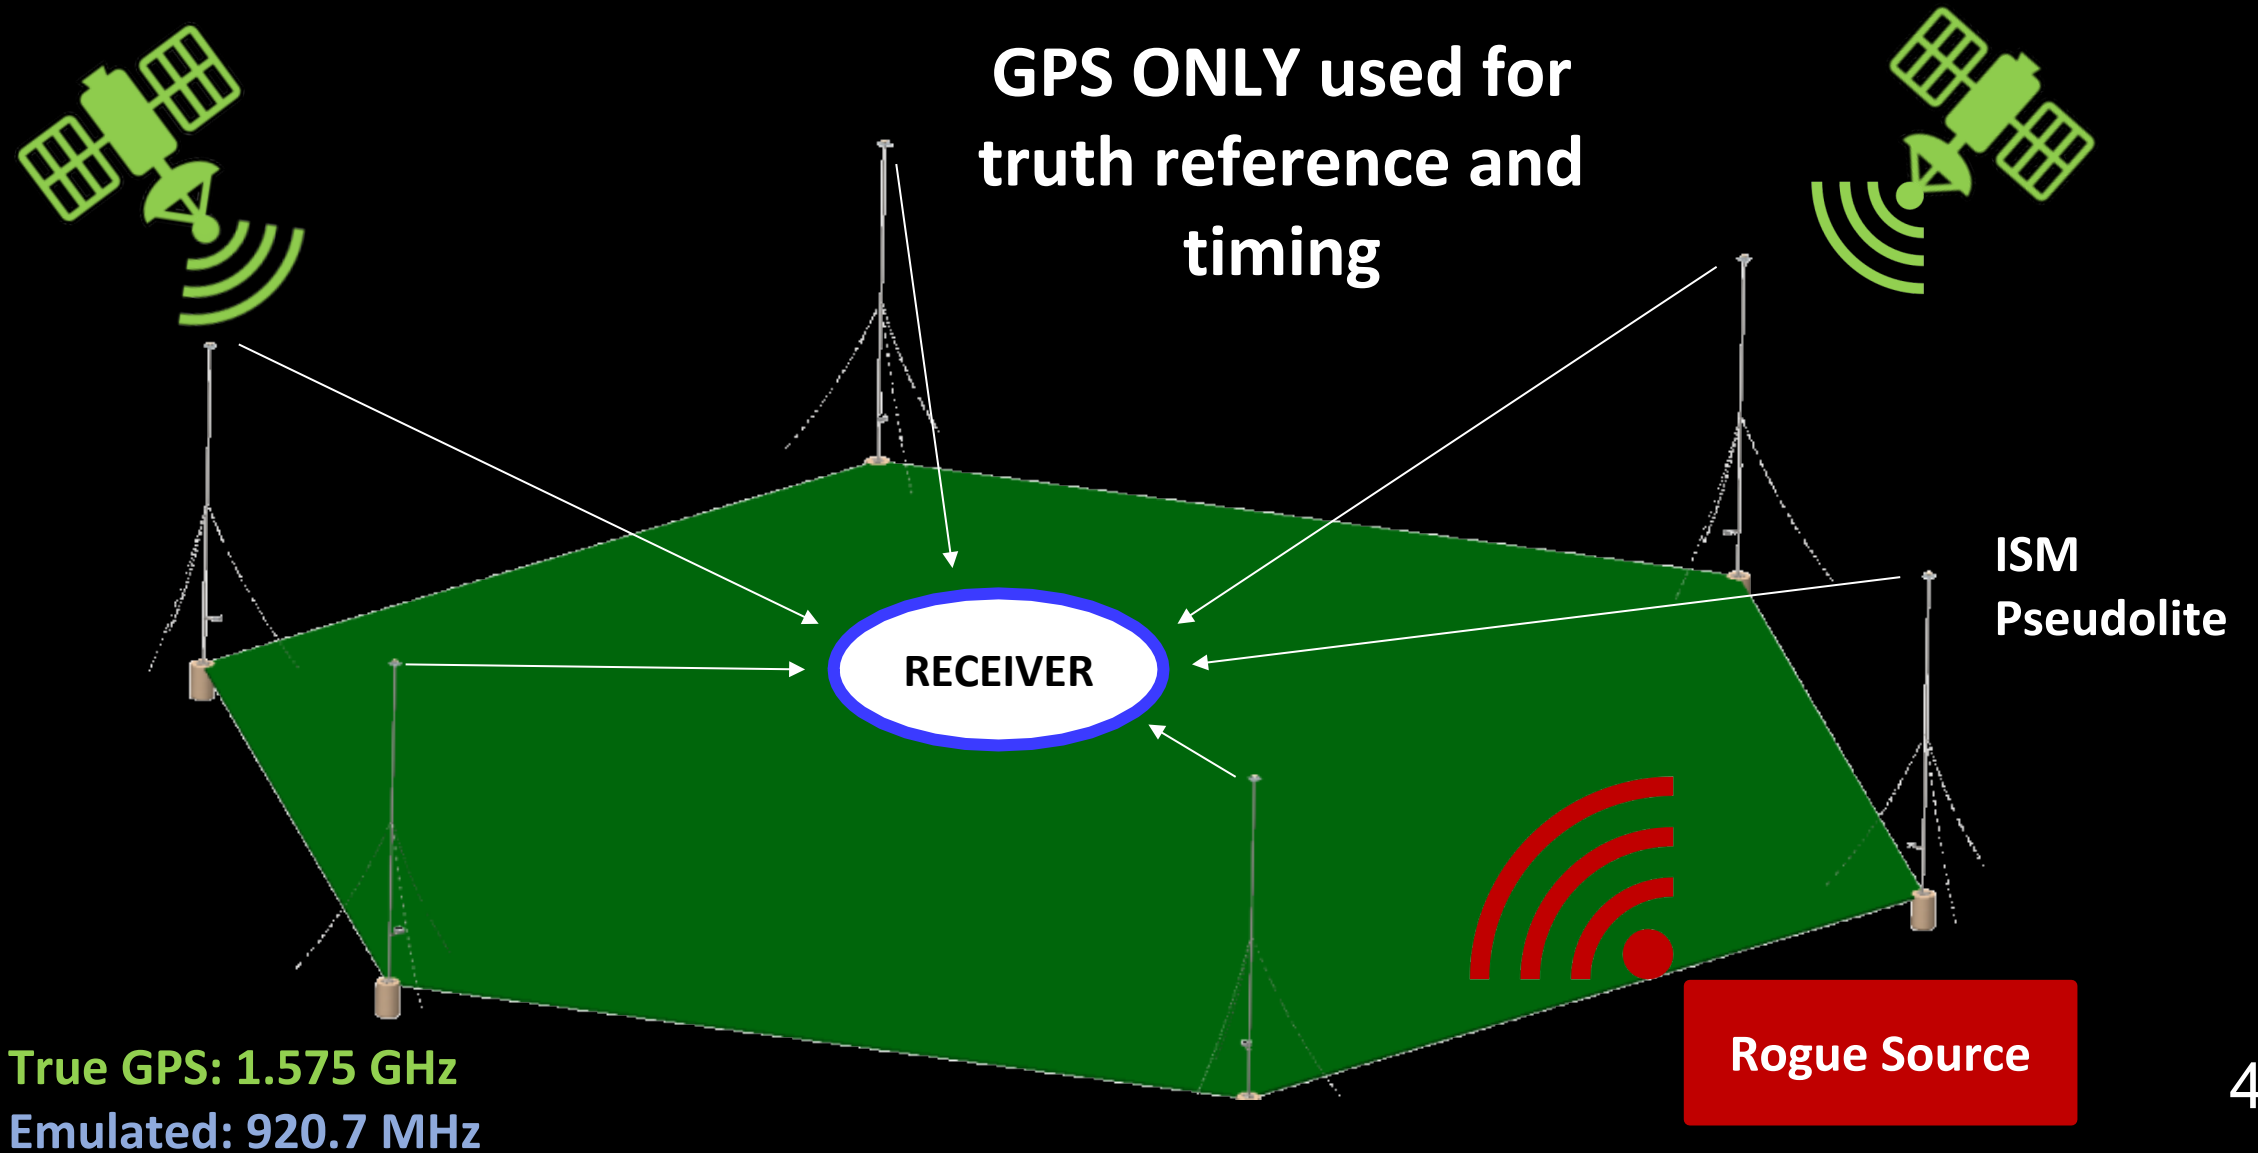 GPS ONLY used for
truth reference and
timing
ISM
Pseudolite
RECEIVER
Rogue Source
True GPS: 1.575 GHz
Emulated: 920.7 MHz
4